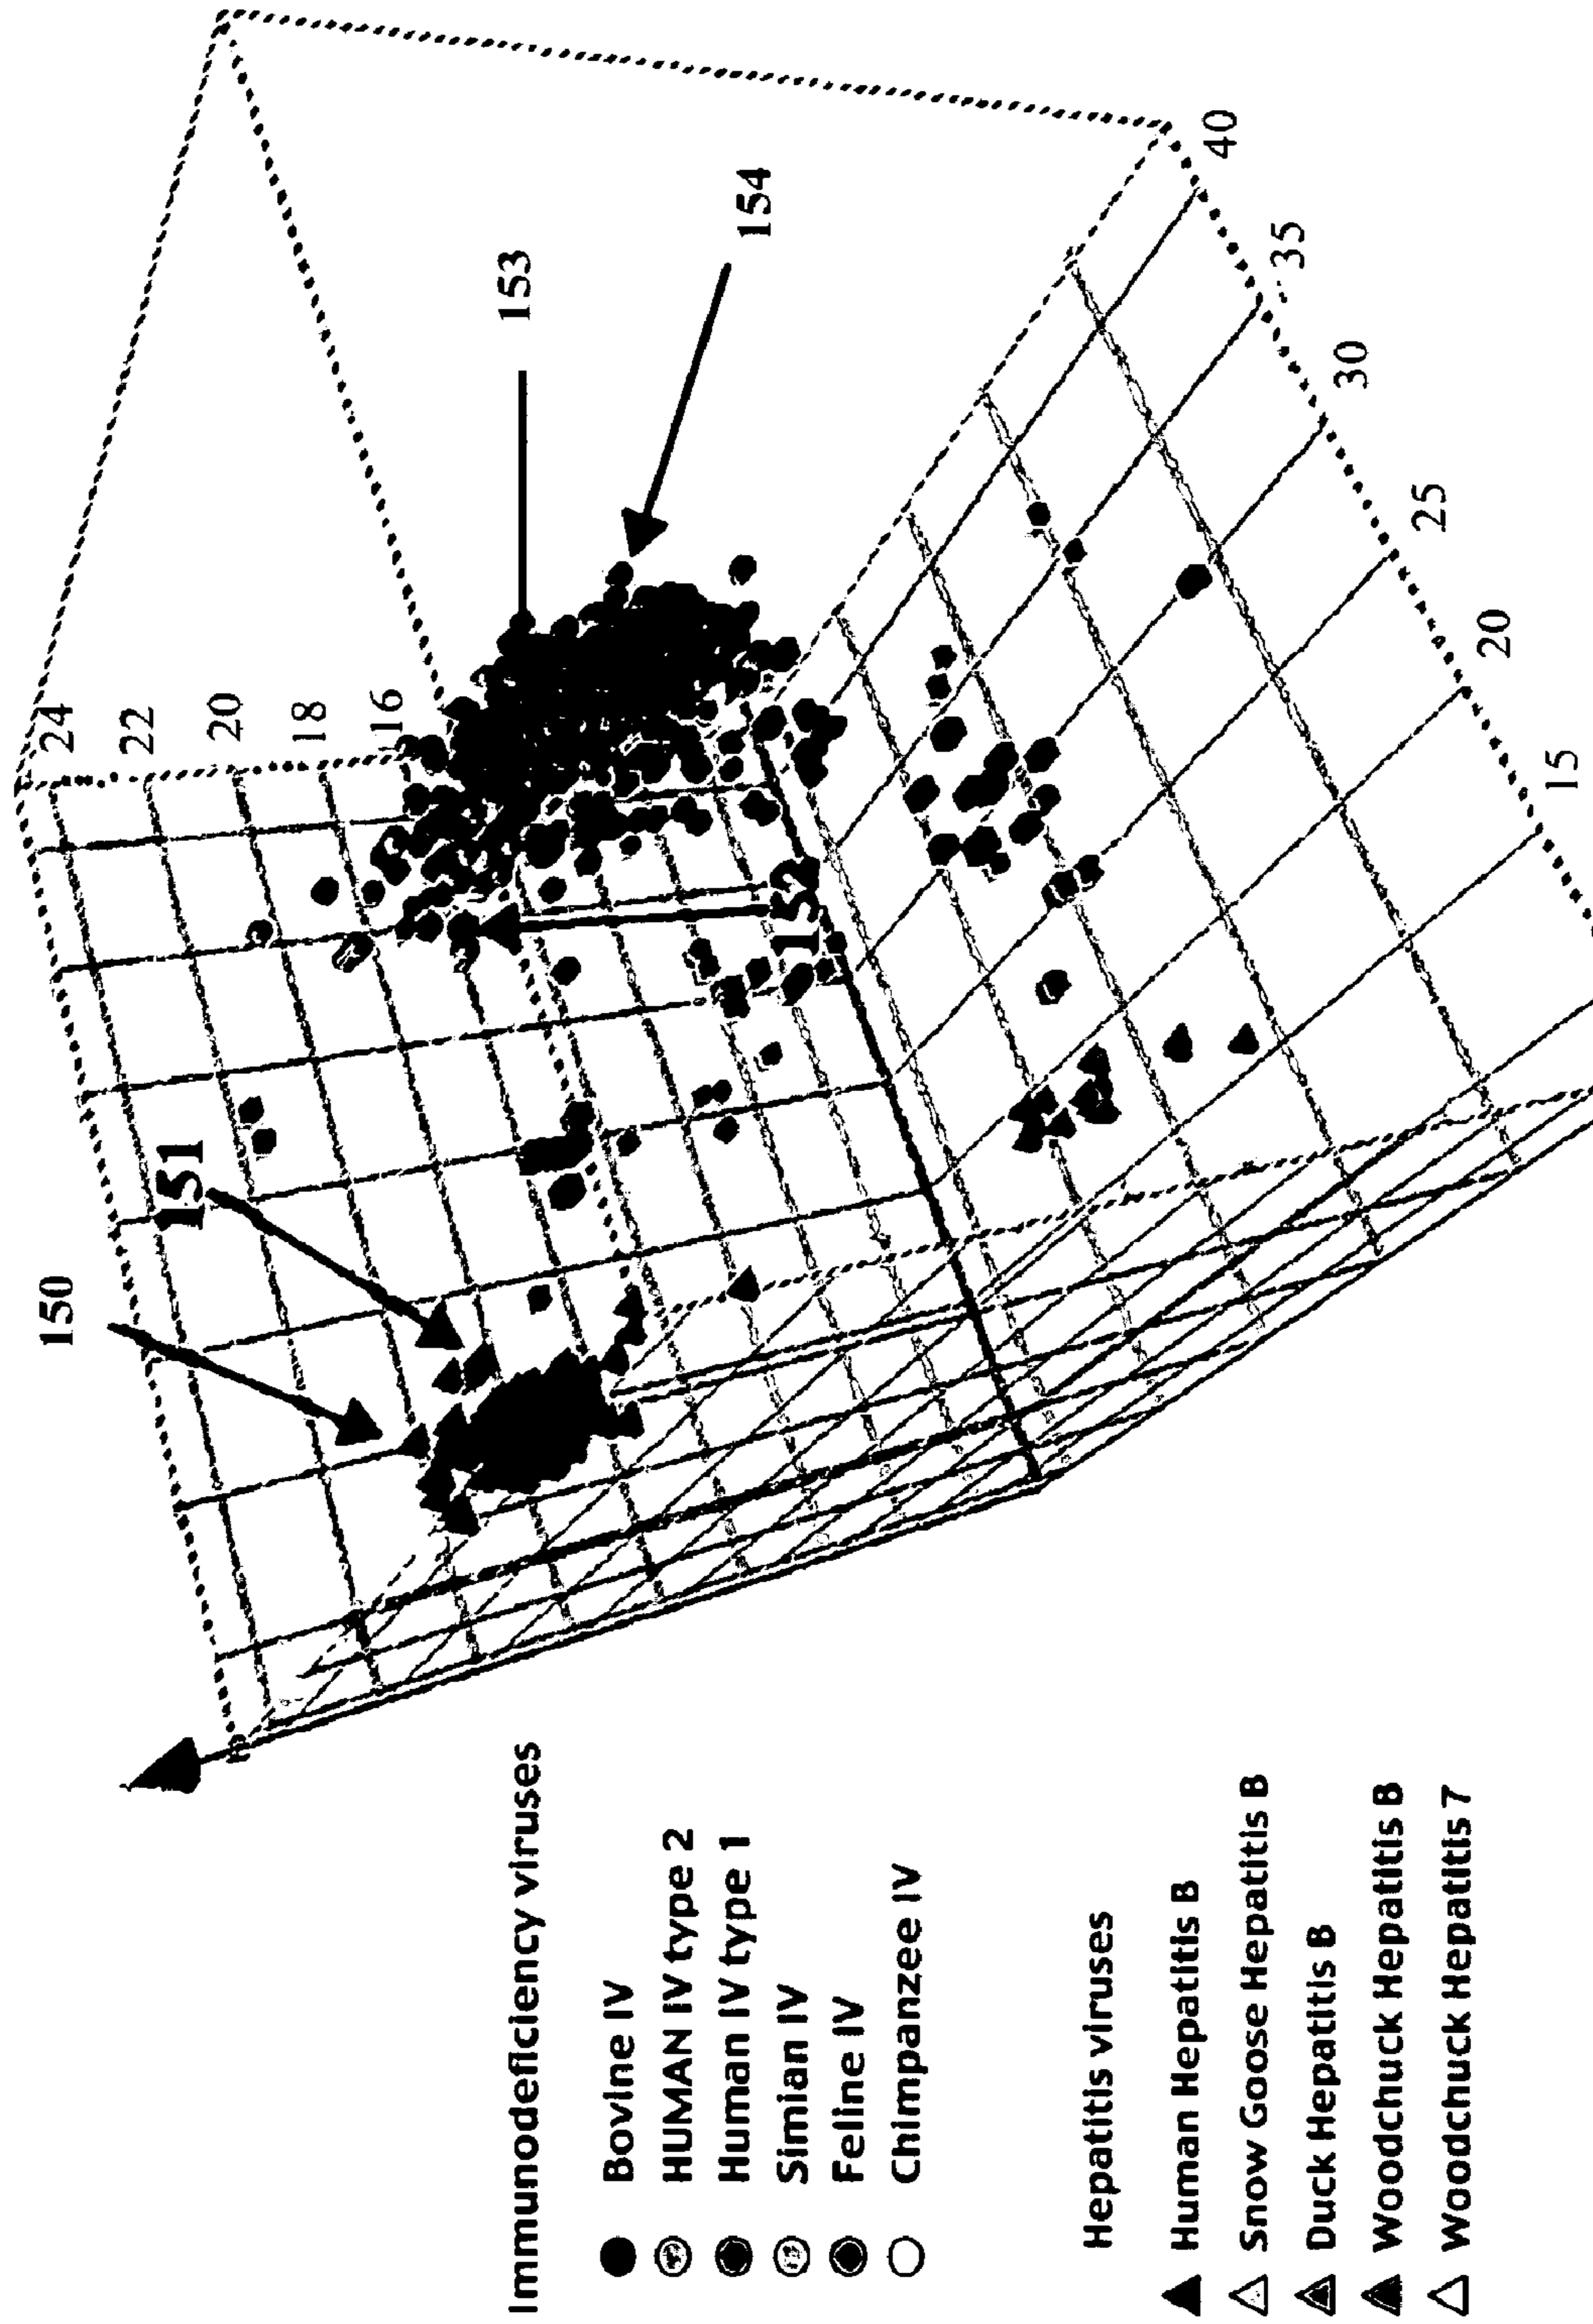 150
151
152
153
154
24
22
20
18
16
40
35
30
25
20
15
Immunodeficiency viruses
Bovine IV
HUMAN IV type 2
Human IV type 1
Simian IV
Feline IV
Chimpanzee IV
Hepatitis viruses
Human Hepatitis B
Snow Goose Hepatitis B
Duck Hepatitis B
Woodchuck Hepatitis B
Woodchuck Hepatitis 7